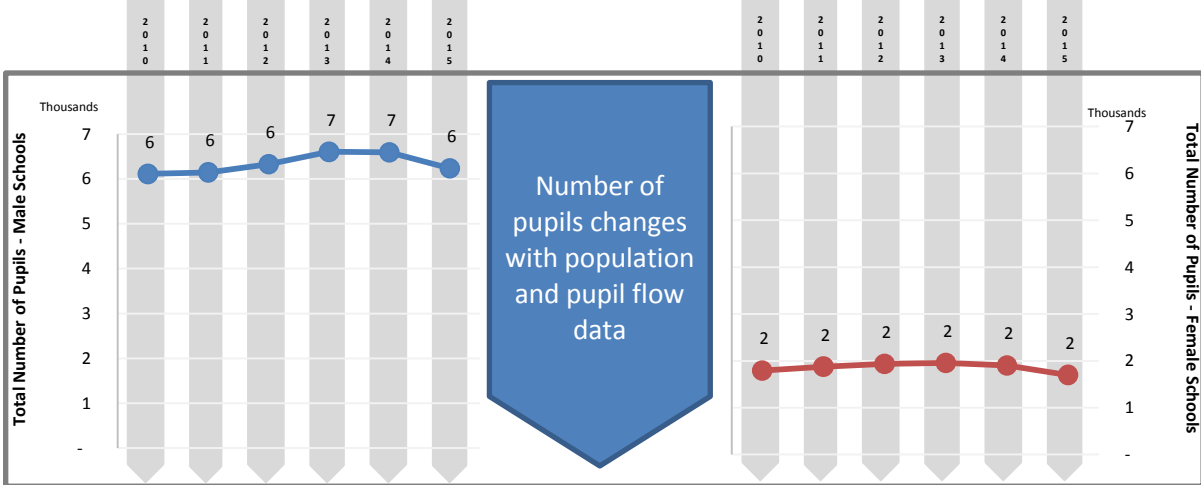 2010 2011 2012 2013 2014 2015
2010 2011 2012 2013 2014 2015
Thousands
Total Number of Pupils - Male Schools
7
6
5
4
3
2
1
-
6 6 6 7 7 6
Number of
pupils changes
with population
and pupil flow
data
Thousands
7
6
5
4
3
2
1
-
2 2 2 2 2 2
Total Number of Pupils - Female Schools